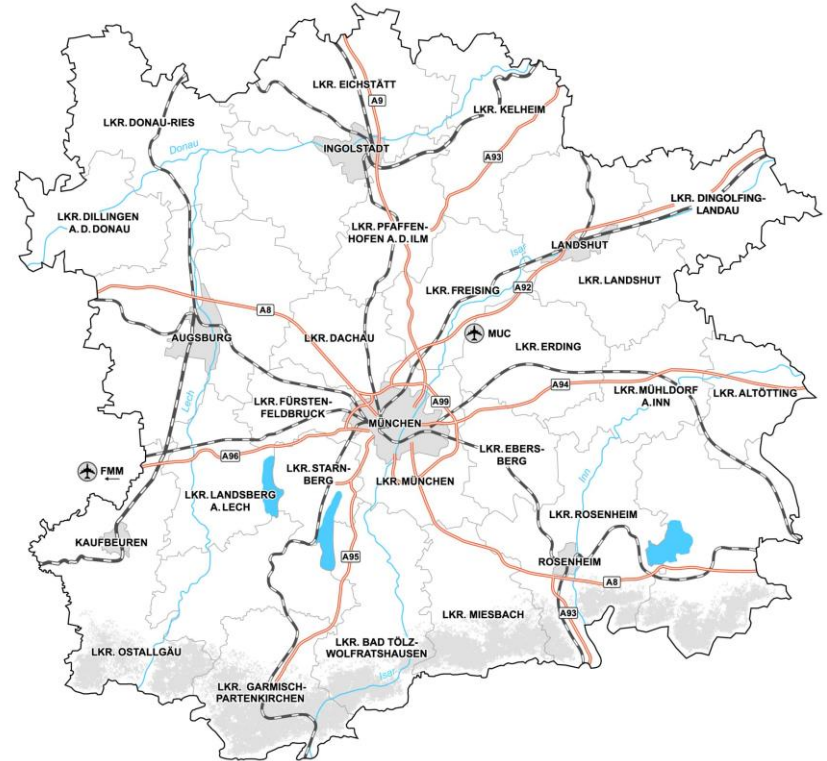 LKR. EICHSTÄTT
A9
LKR. KELHEIM
LKR. DONAU-RIES
Donau
INGOLSTADT
A93
LKR. DILLINGEN
A. D. DONAU
LKR. PFAFFEN-
HOFEN A. D. ILM
LKR. DINGOLFING-
LANDAU
Isar
LANDSHUT
LKR. LANDSHUT
LKR. FREISING
A92
A8
AUGSBURG
LKR. DACHAU
MUC
LKR. ERDING
LKR. FÜRSTEN-
FELDBRUCK
Lech
A99
A94
LKR. MÜHLDORF
A. INN
LKR. ALTÖTTING
MÜNCHEN
A96
FMM
LKR. STARN-
BERG
LKR. EBERS-
BERG
LKR. MÜNCHEN
Inn
LKR. LANDSBERG
A. LECH
LKR. ROSENHEIM
KAUFBEUREN
A95
ROSENHEIM
A8
A93
LKR. MIESBACH
LKR. OSTALLGÄU
LKR. BAD TÖLZ-
WOLFRATSHAUSEN
Isar
LKR. GARMISCH-
PARTENKIRCHEN